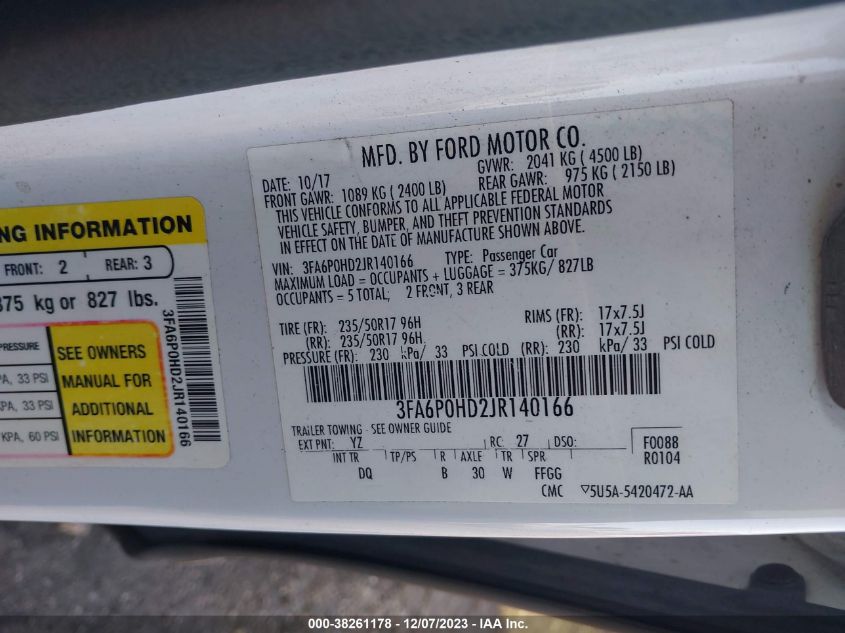 MFD. BY FORD MOTOR CO.
DATE: 10/17
GVWR: 2041 KG ( 4500 LB)
FRONT GAWR: 1089 KG ( 2400 LB)
REAR GAWR: 975 KG ( 2150 LB)
THIS VEHICLE CONFORMS TO ALL APPLICABLE FEDERAL MOTOR
VEHICLE SAFETY, BUMPER, AND THEFT PREVENTION STANDARDS
IN EFFECT ON THE DATE OF MANUFACTURE SHOWN ABOVE.
VIN: 3FA6P0HD2JR140166 TYPE: Passenger Car
MAXIMUM LOAD = OCCUPANTS + LUGGAGE = 375KG/ 827LB
OCCUPANTS = 5 TOTAL; 2 FRONT, 3 REAR
TIRE (FR): 235/50R17 96H RIMS (FR): 17x7.5J
(RR): 235/50R17 96H (RR): 17x7.5J
PRESSURE (FR): 230 kPa/ 33 PSI COLD (RR): 230 kPa/ 33 PSI COLD
3FA6P0HD2JR140166
TRAILER TOWING - SEE OWNER GUIDE
EXT PNT: YZ RC: 27 DSO: F0088
INT TR TP/PS R AXLE TR SPR R0104
DQ B 30 W FFGG
CMC ▽5U5A-5420472-AA
NG INFORMATION
FRONT: 2 REAR: 3
375 kg or 827 lbs.
PRESSURE
PA, 33 PSI
PA, 33 PSI
KPA, 60 PSI
SEE OWNERS
MANUAL FOR
ADDITIONAL
INFORMATION
3FA6P0HD2JR140166
000-38261178 - 12/07/2023 - IAA Inc.